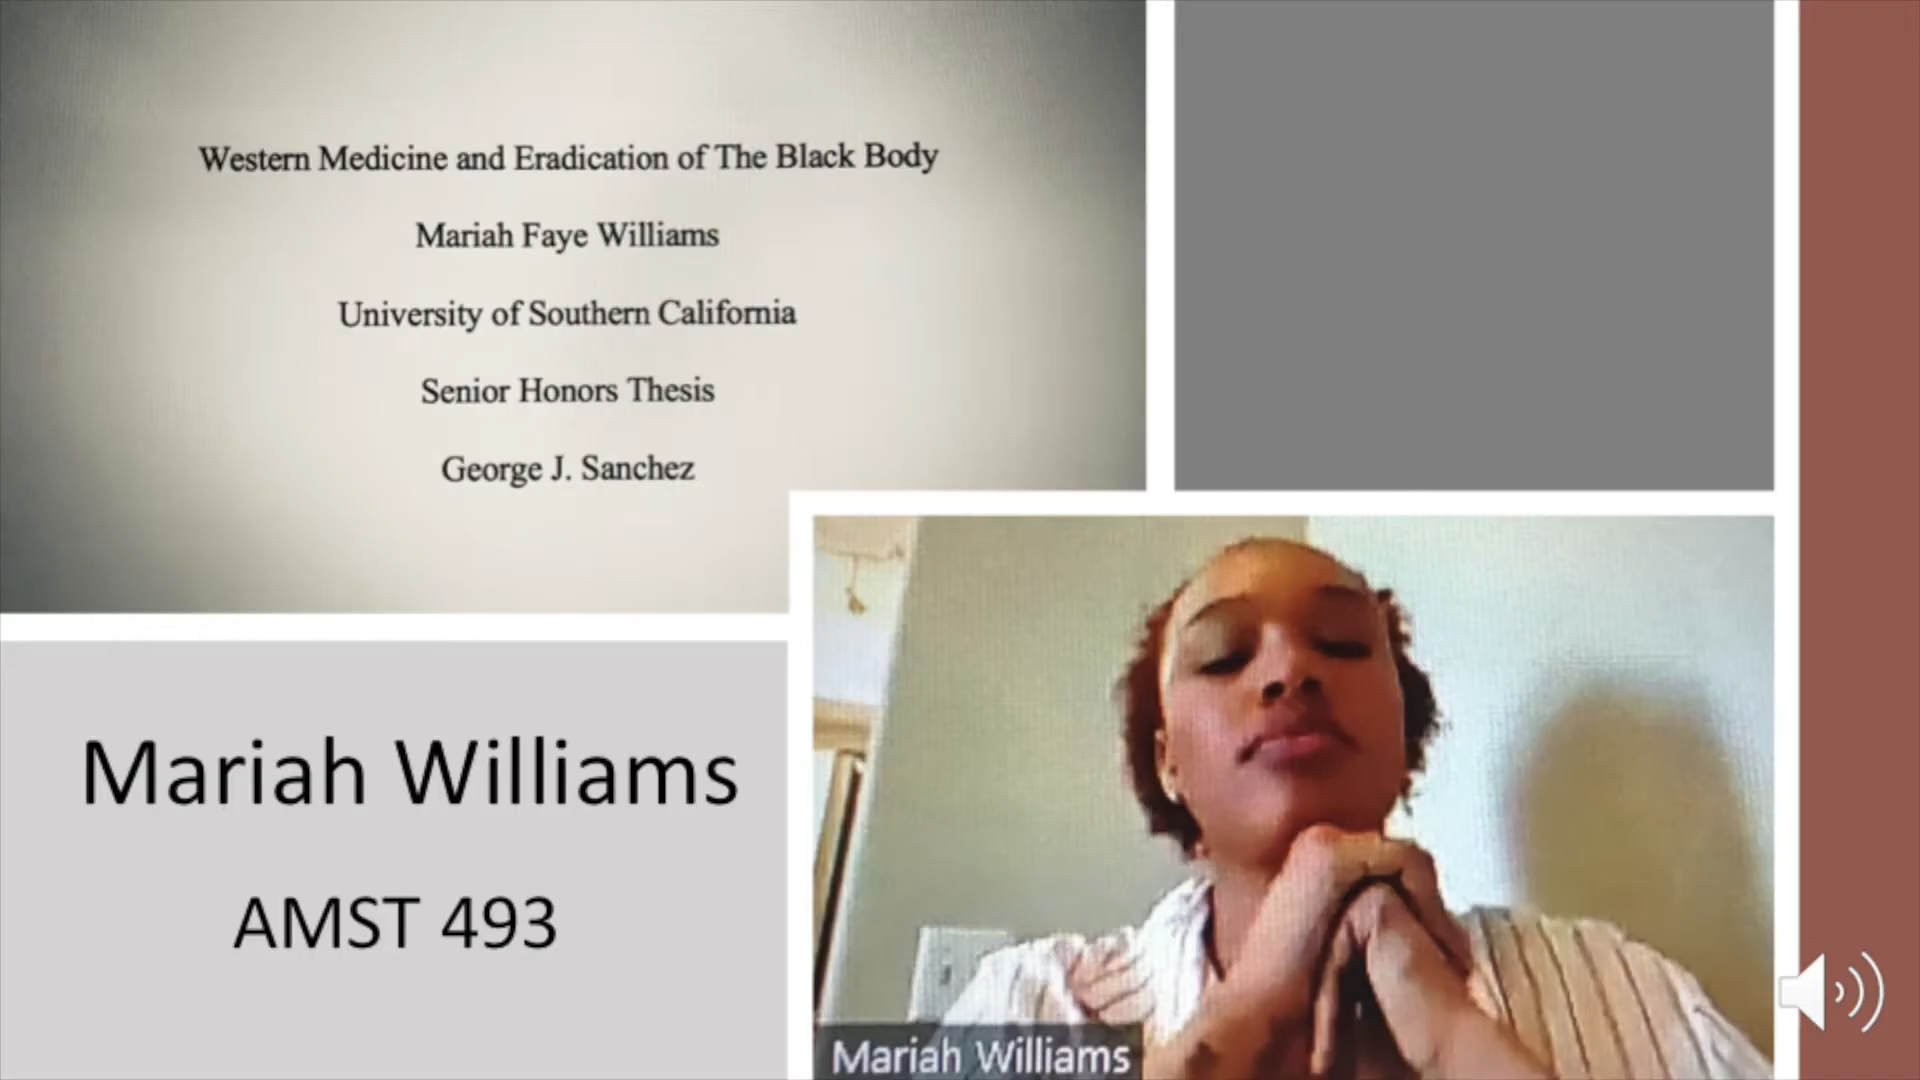 Western Medicine and Eradication of The Black Body
Mariah Faye Williams
University of Southern California
Senior Honors Thesis
George J. Sanchez
Mariah Williams
AMST 493
Mariah Williams